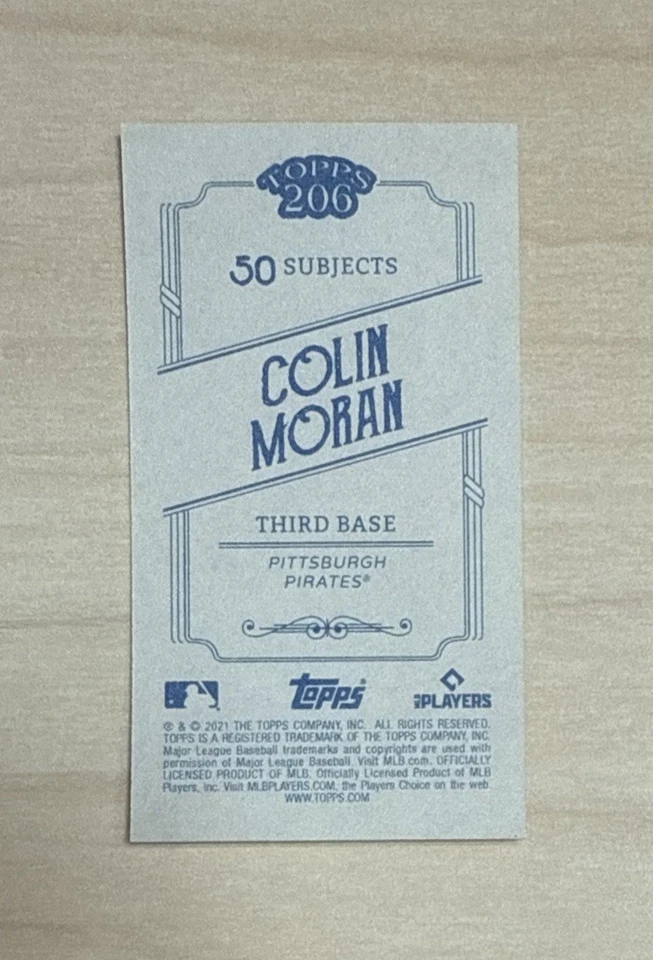 TOPPS
206
50 SUBJECTS
COLIN
MORAN
THIRD BASE
PITTSBURGH
PIRATES®
Topps®
MLB PLAYERS
® & © 2021 THE TOPPS COMPANY, INC. ALL RIGHTS RESERVED.
TOPPS IS A REGISTERED TRADEMARK OF THE TOPPS COMPANY, INC.
Major League Baseball trademarks and copyrights are used with
permission of Major League Baseball. Visit MLB.com. OFFICIALLY
LICENSED PRODUCT OF MLB. Officially Licensed Product of MLB
Players, Inc. Visit MLBPLAYERS.COM, the Players Choice on the web.
WWW.TOPPS.COM